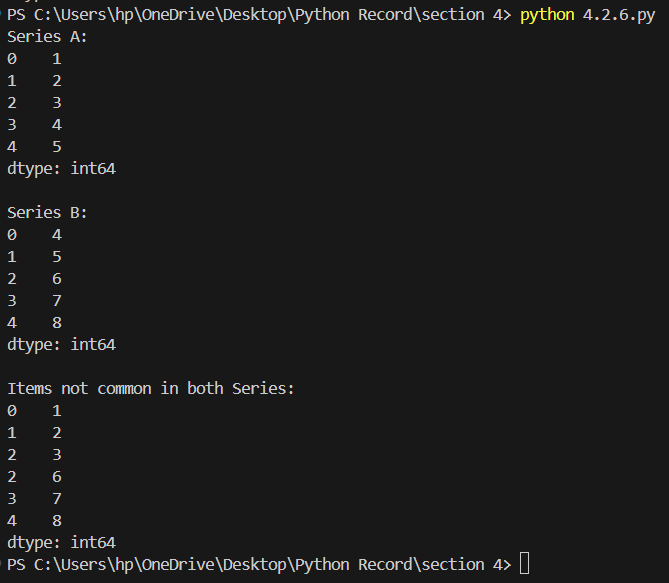 PS C:\Users\hp\OneDrive\Desktop\Python Record\section 4> python 4.2.6.py
Series A:
0    1
1    2
2    3
3    4
4    5
dtype: int64

Series B:
0    4
1    5
2    6
3    7
4    8
dtype: int64

Items not common in both Series:
0    1
1    2
2    3
2    6
3    7
4    8
dtype: int64
PS C:\Users\hp\OneDrive\Desktop\Python Record\section 4>